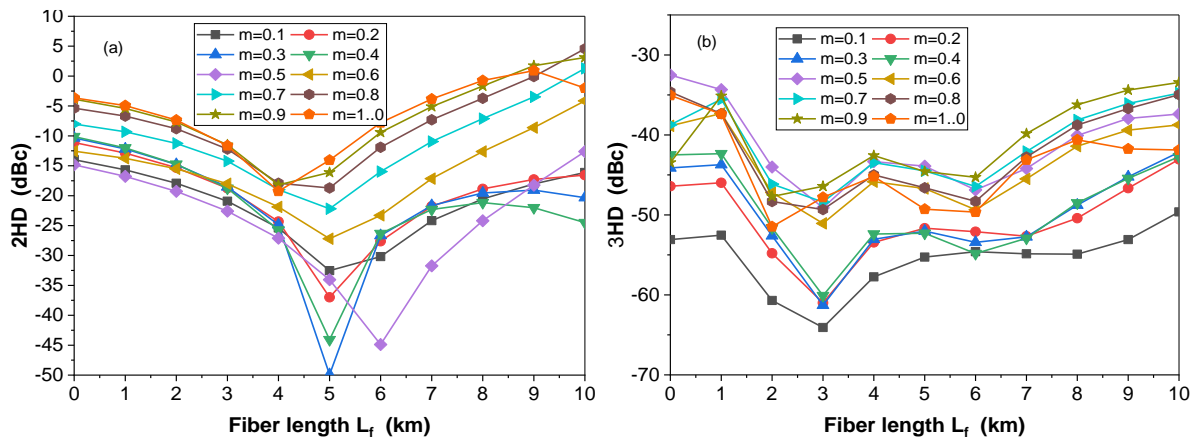 10
5
0
-5
-10
-15
-20
-25
-30
-35
-40
-45
-50
2HD (dBc)
(a)
m=0.1 m=0.2
m=0.3 m=0.4
m=0.5 m=0.6
m=0.7 m=0.8
m=0.9 m=1..0
0 1 2 3 4 5 6 7 8 9 10
Fiber length L_f (km)
-30
-40
-50
-60
-70
3HD (dBc)
(b)
m=0.1 m=0.2
m=0.3 m=0.4
m=0.5 m=0.6
m=0.7 m=0.8
m=0.9 m=1..0
0 1 2 3 4 5 6 7 8 9 10
Fiber length L_f (km)